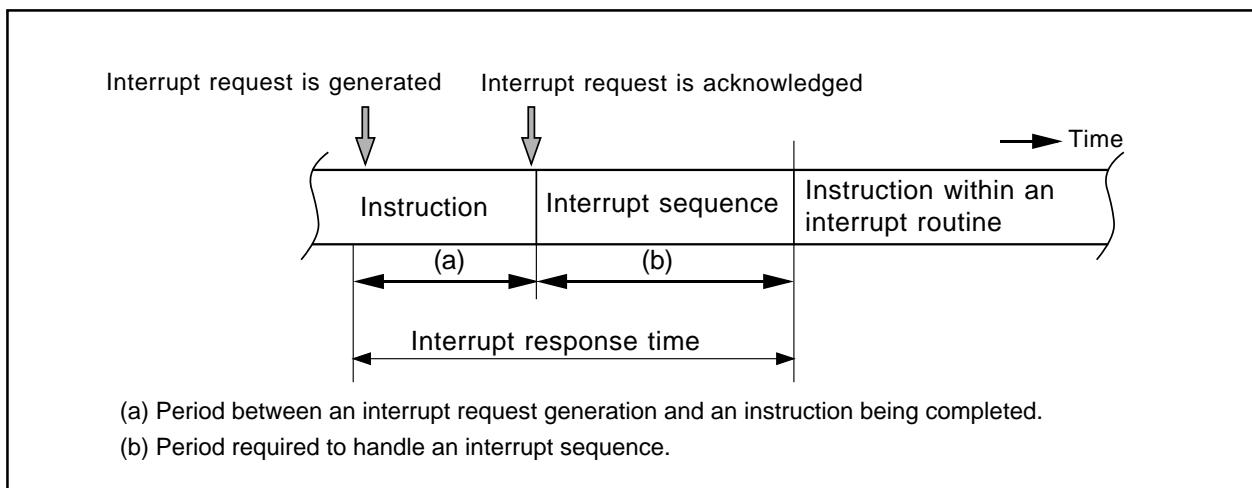 Interrupt request is generated
Interrupt request is acknowledged
Time
Instruction
Interrupt sequence
Instruction within an
interrupt routine
(a)
(b)
Interrupt response time
(a) Period between an interrupt request generation and an instruction being completed.
(b) Period required to handle an interrupt sequence.